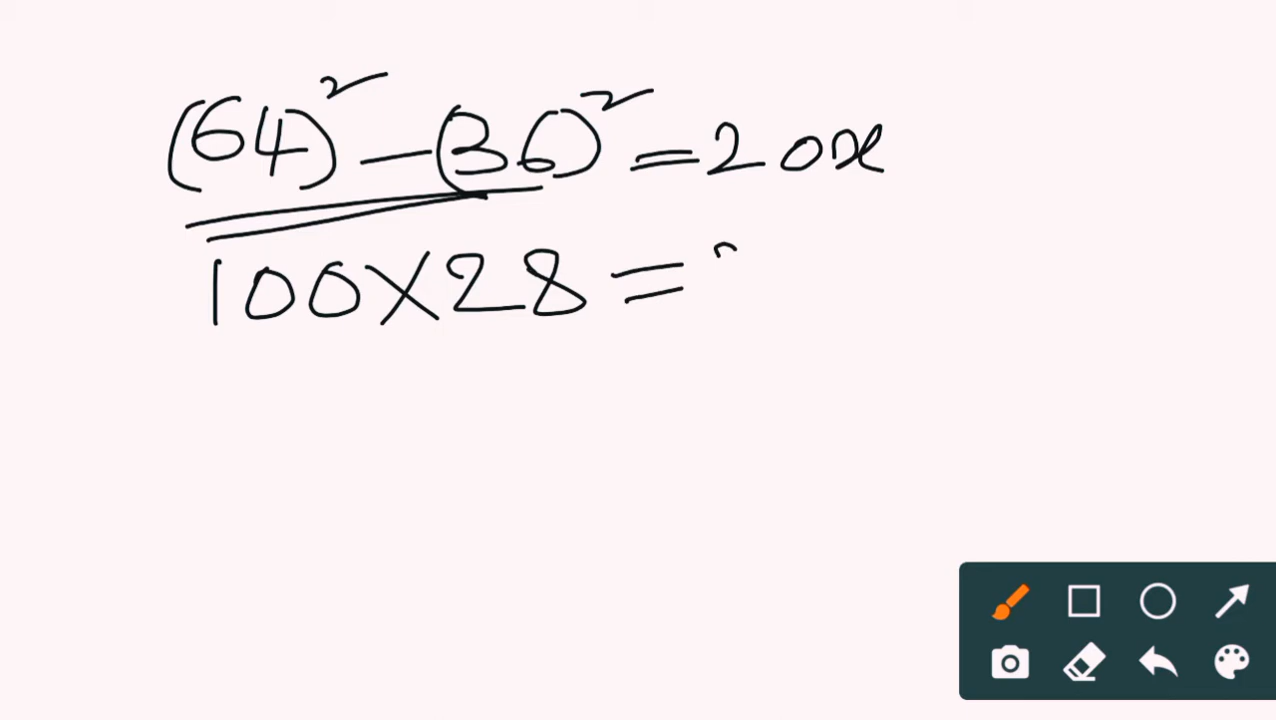 (64)² - (36)² = 20x
100 X 28 =